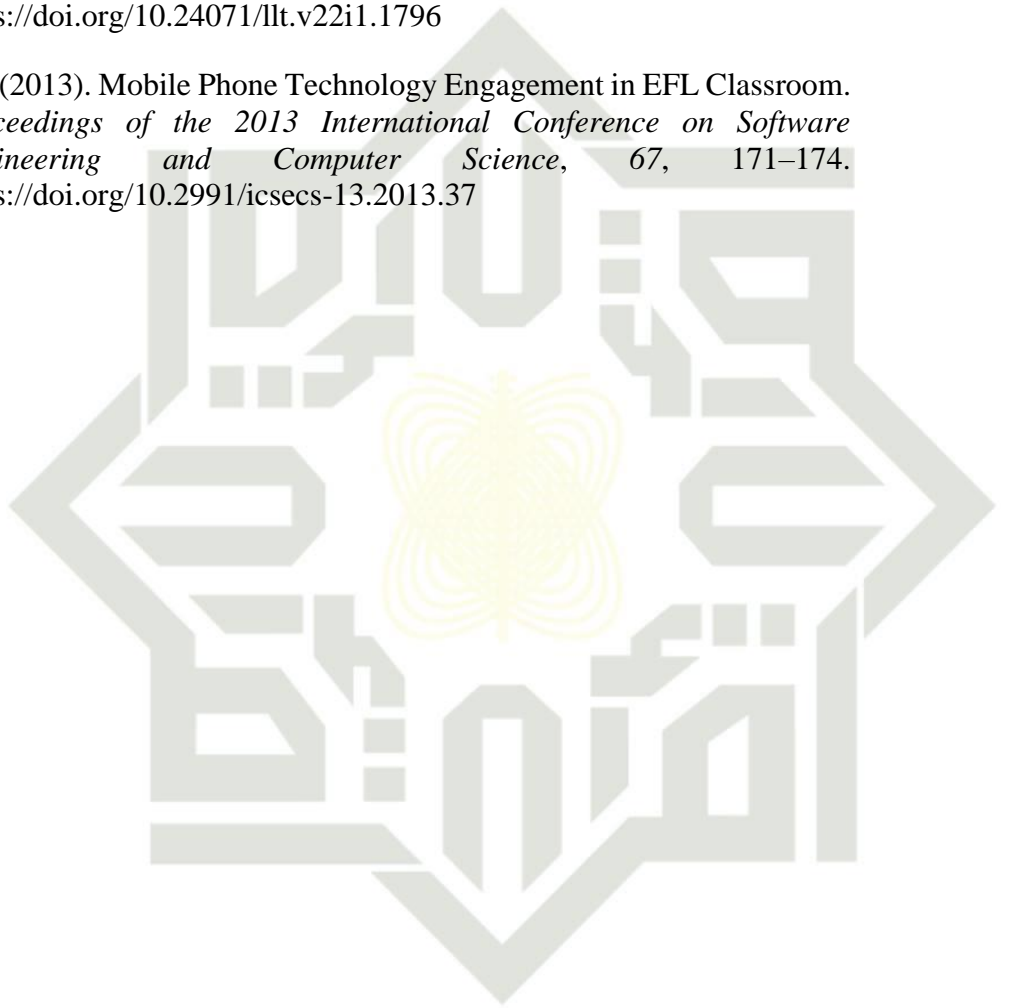 s://doi.org/10.24071/llt.v22i1.1796
(2013). Mobile Phone Technology Engagement in EFL Classroom.
ceedings of the 2013 International Conference on Software
ineering and Computer Science, 67, 171–174.
s://doi.org/10.2991/icsecs-13.2013.37